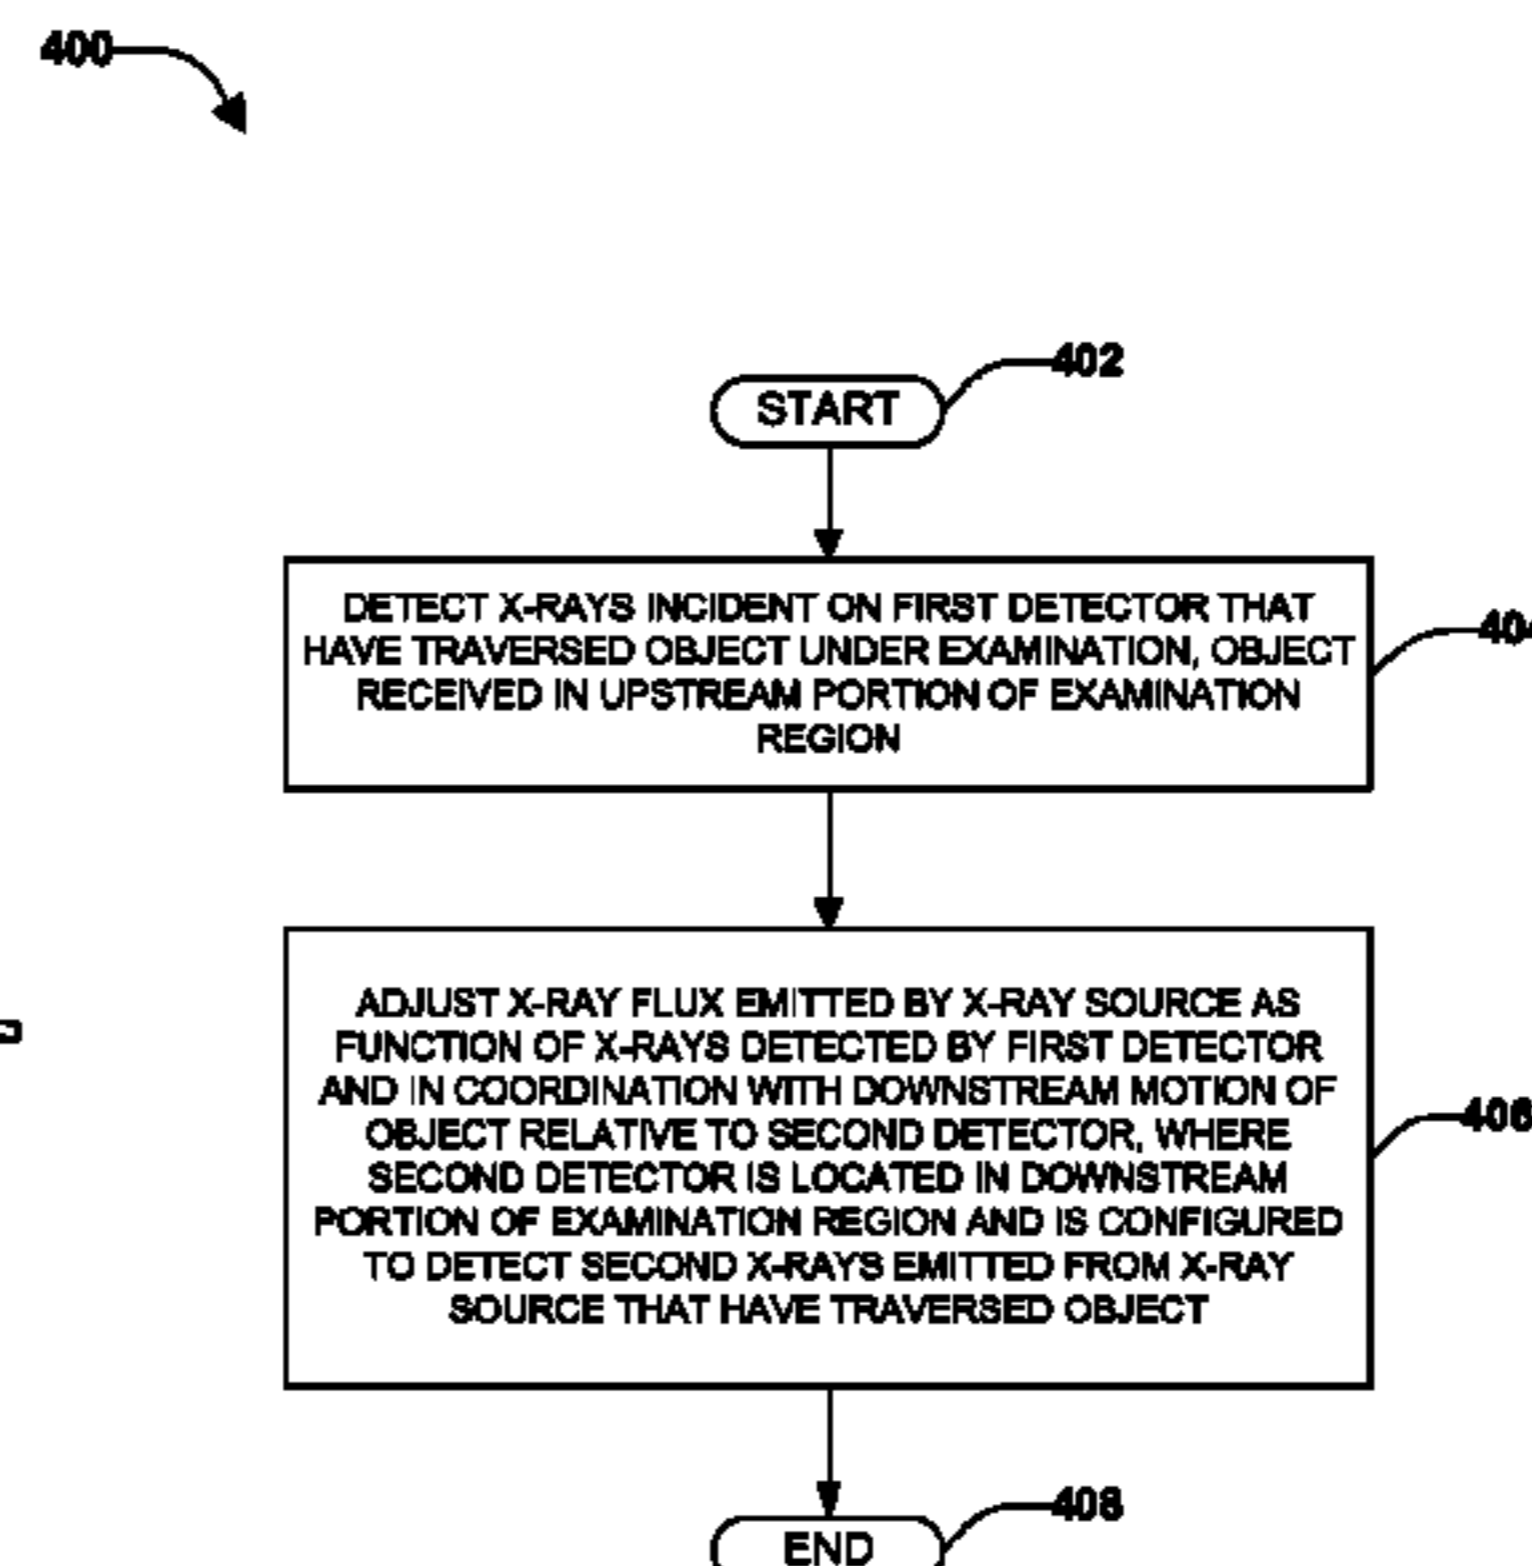 400
402
START
DETECT X-RAYS INCIDENT ON FIRST DETECTOR THAT
HAVE TRAVERSED OBJECT UNDER EXAMINATION, OBJECT
RECEIVED IN UPSTREAM PORTION OF EXAMINATION
REGION
404
ADJUST X-RAY FLUX EMITTED BY X-RAY SOURCE AS
FUNCTION OF X-RAYS DETECTED BY FIRST DETECTOR
AND IN COORDINATION WITH DOWNSTREAM MOTION OF
OBJECT RELATIVE TO SECOND DETECTOR, WHERE
SECOND DETECTOR IS LOCATED IN DOWNSTREAM
PORTION OF EXAMINATION REGION AND IS CONFIGURED
TO DETECT SECOND X-RAYS EMITTED FROM X-RAY
SOURCE THAT HAVE TRAVERSED OBJECT
406
408
END